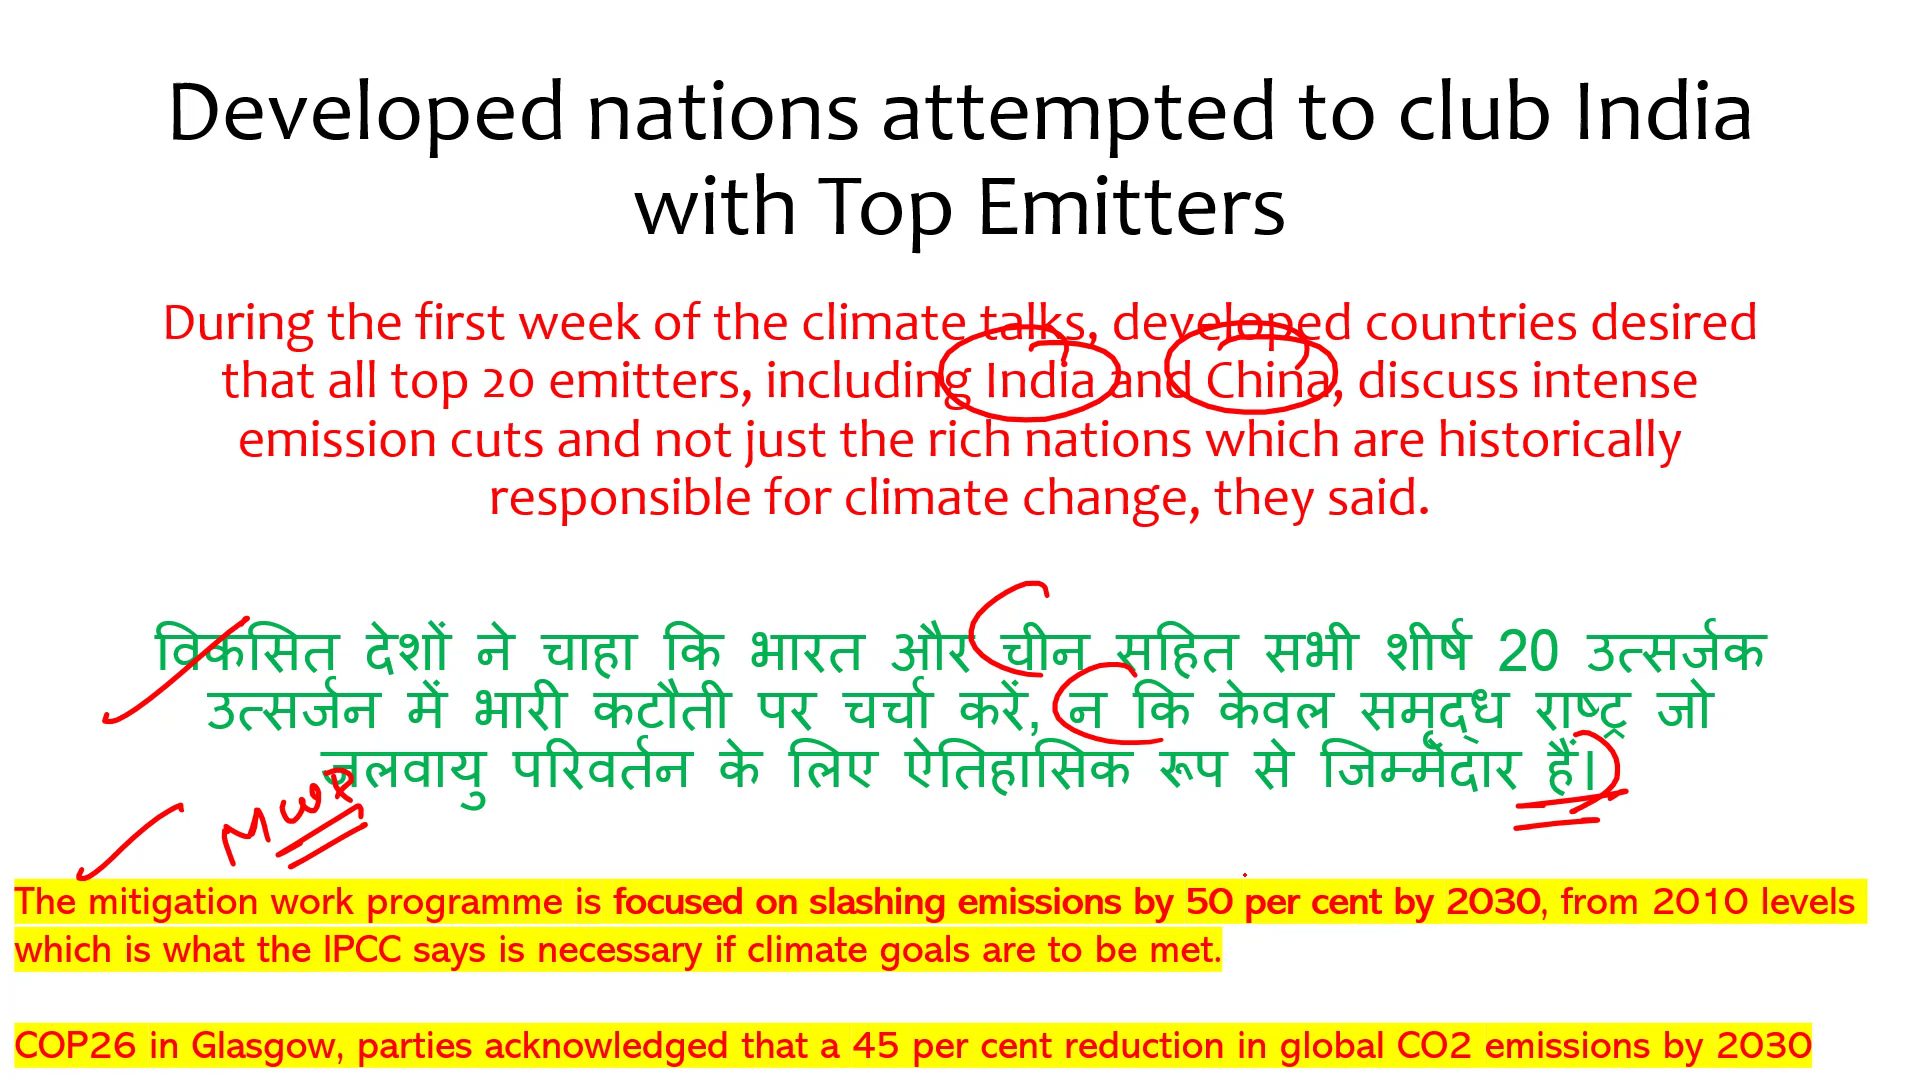 Developed nations attempted to club India
with Top Emitters
During the first week of the climate talks, developed countries desired
that all top 20 emitters, including India and China, discuss intense
emission cuts and not just the rich nations which are historically
responsible for climate change, they said.
विकसित देशों ने चाहा कि भारत और चीन सहित सभी शीर्ष 20 उत्सर्जक
उत्सर्जन में भारी कटौती पर चर्चा करें, न कि केवल समृद्ध राष्ट्र जो
जलवायु परिवर्तन के लिए ऐतिहासिक रूप से जिम्मेदार हैं।
MWP
The mitigation work programme is focused on slashing emissions by 50 per cent by 2030, from 2010 levels
which is what the IPCC says is necessary if climate goals are to be met.
COP26 in Glasgow, parties acknowledged that a 45 per cent reduction in global CO2 emissions by 2030